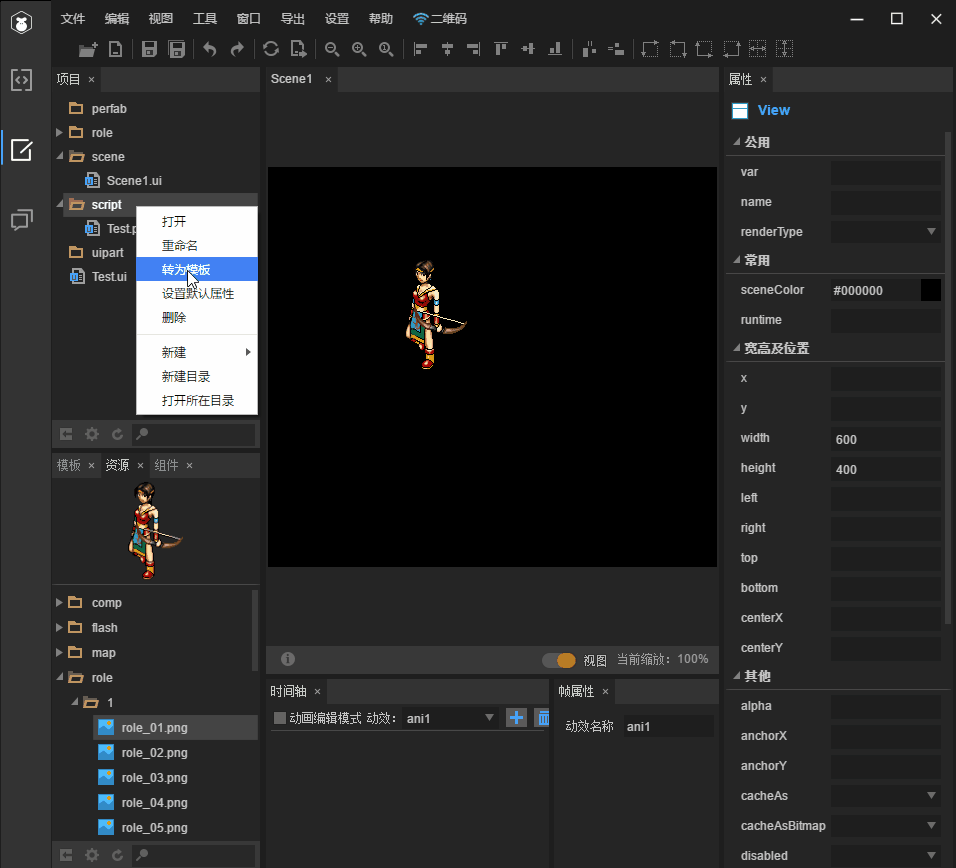 文件 编辑 视图 工具 窗口 导出 设置 帮助 二维码
项目 ×
perfab
role
scene
Scene1.ui
script
Test.p
uipart
Test.ui
打开
重命名
转为模板
设置默认属性
删除
新建
新建目录
打开所在目录
模板 × 资源 × 组件 ×
comp
flash
map
role
1
role_01.png
role_02.png
role_03.png
role_04.png
role_05.png
Scene1 ×
视图 当前缩放: 100%
时间轴 ×
动画编辑模式 动效: ani1
帧属性 ×
动效名称 ani1
属性 ×
View
公用
var
name
renderType
常用
sceneColor #000000
runtime
宽高及位置
x
y
width 600
height 400
left
right
top
bottom
centerX
centerY
其他
alpha
anchorX
anchorY
cacheAs
cacheAsBitmap
disabled